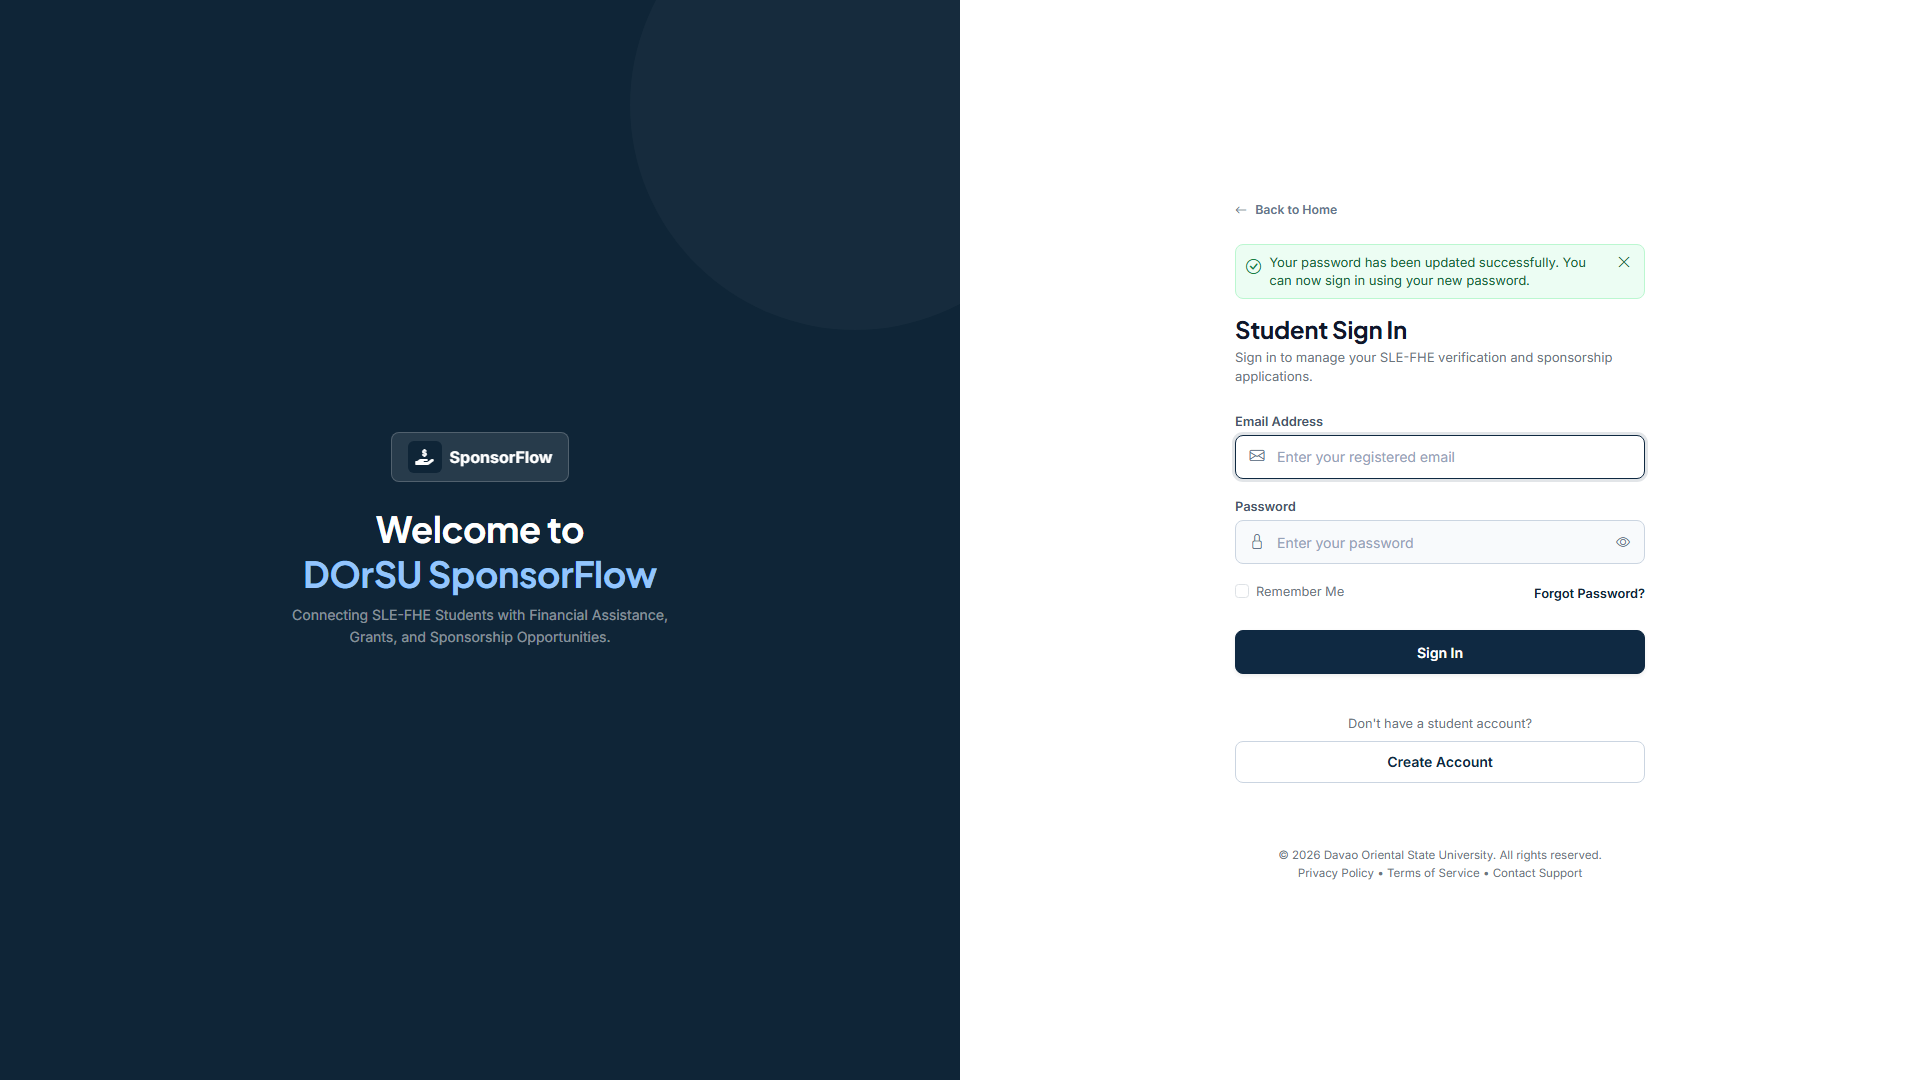 SponsorFlow
Welcome to
DOrSU SponsorFlow
Connecting SLE-FHE Students with Financial Assistance,
Grants, and Sponsorship Opportunities.
Back to Home
Your password has been updated successfully. You
can now sign in using your new password.
Student Sign In
Sign in to manage your SLE-FHE verification and sponsorship
applications.
Email Address
Enter your registered email
Password
Enter your password
Remember Me
Forgot Password?
Sign In
Don't have a student account?
Create Account
© 2026 Davao Oriental State University. All rights reserved.
Privacy Policy • Terms of Service • Contact Support